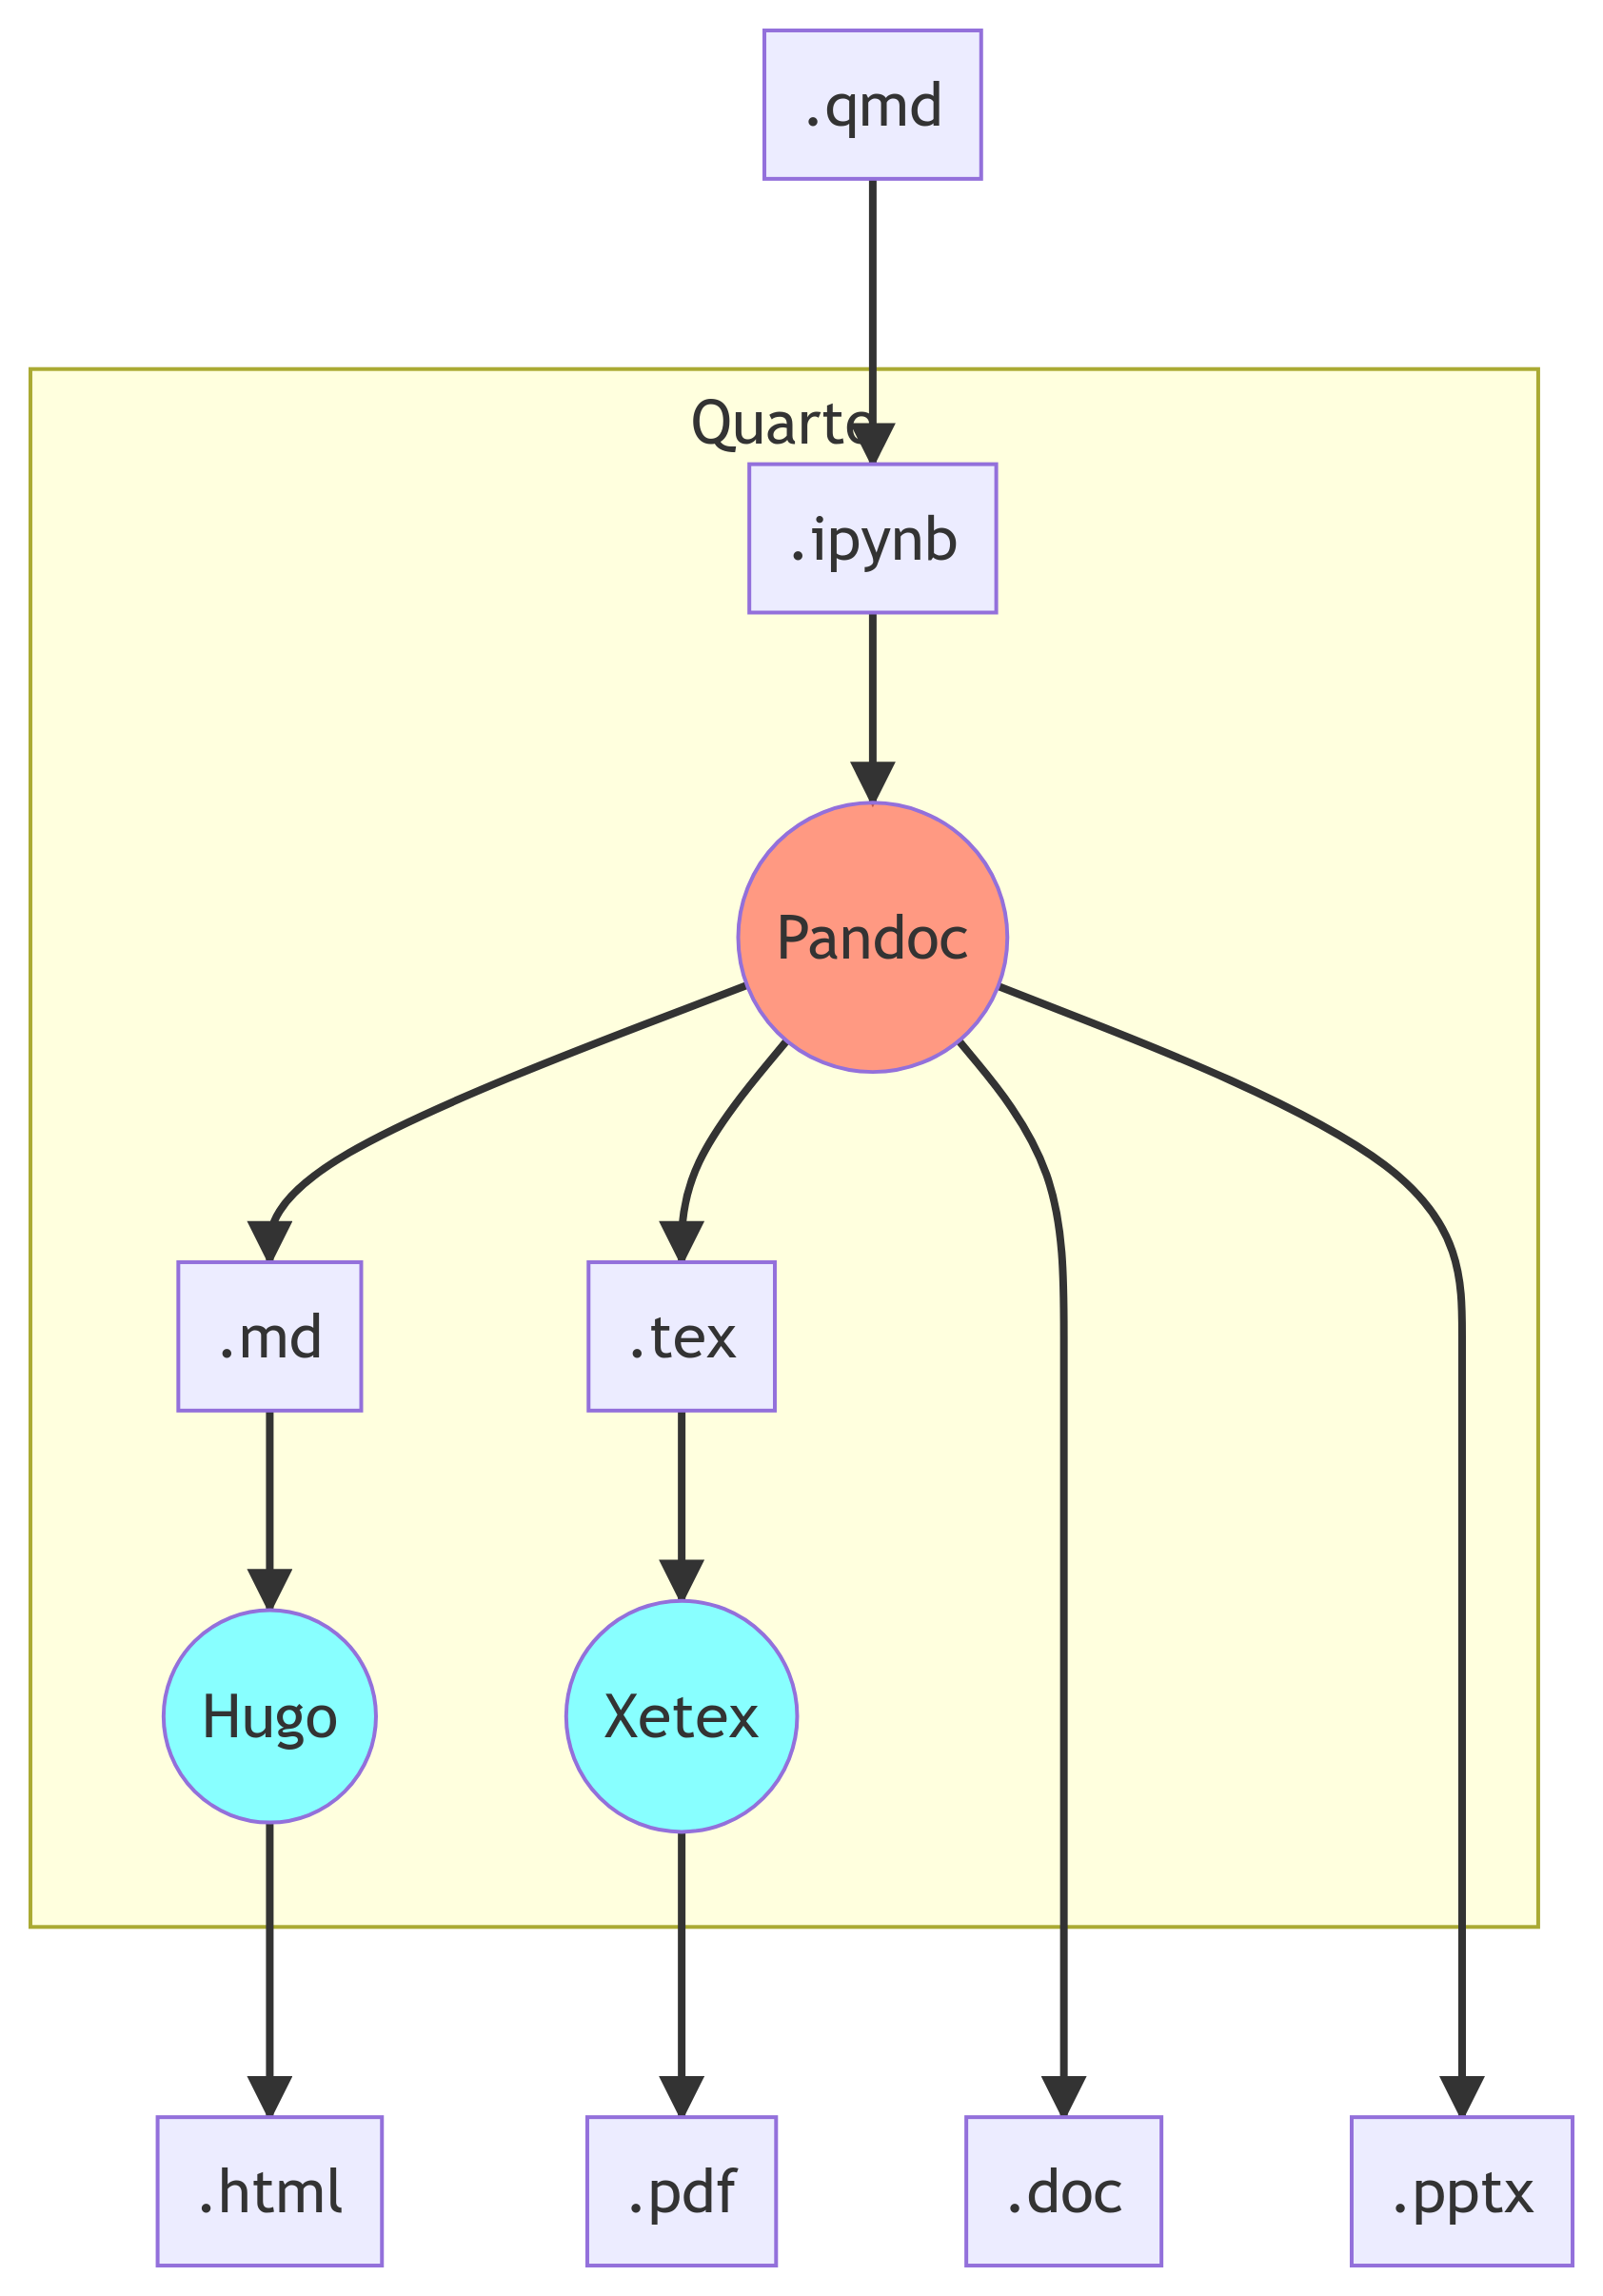 .qmd
Quarto
.ipynb
Pandoc
.md
.tex
Hugo
Xetex
.html
.pdf
.doc
.pptx